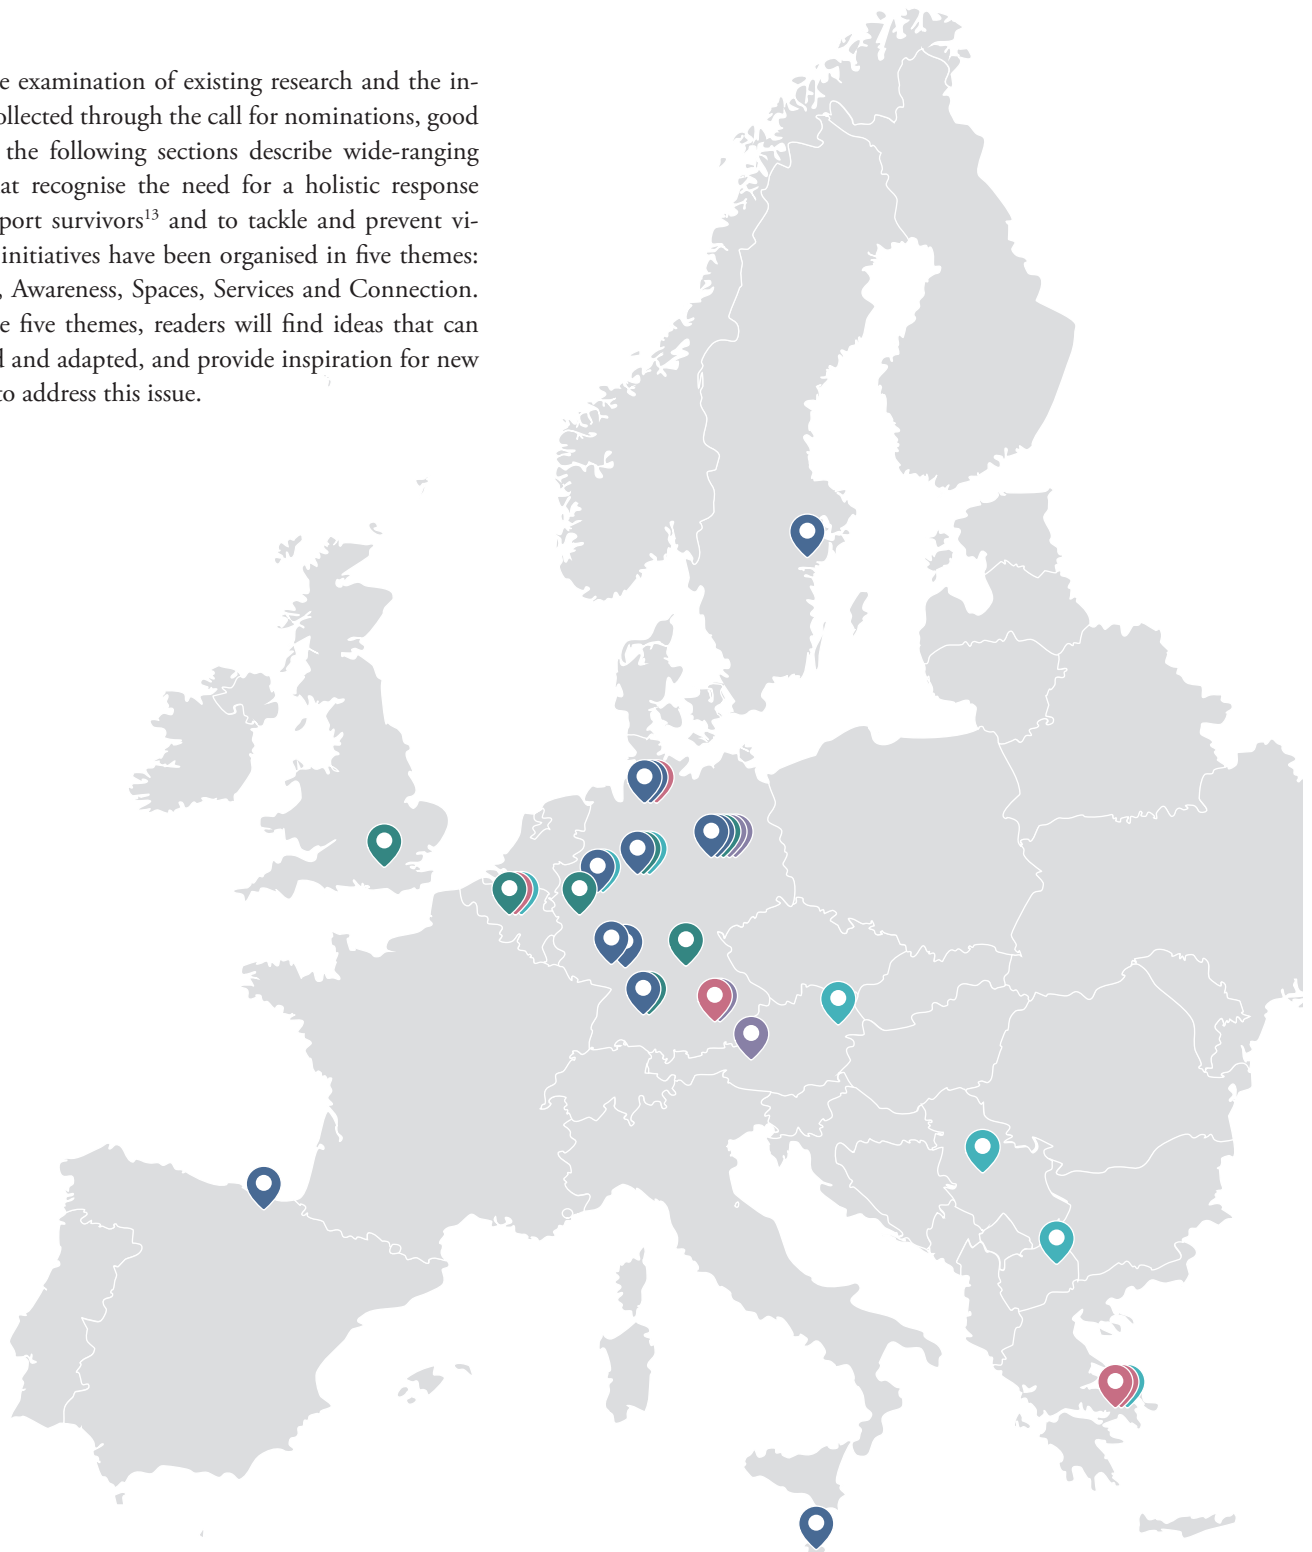 e examination of existing research and the in-
ollected through the call for nominations, good
the following sections describe wide-ranging
at recognise the need for a holistic response
port survivors13 and to tackle and prevent vi-
initiatives have been organised in five themes:
, Awareness, Spaces, Services and Connection.
e five themes, readers will find ideas that can
d and adapted, and provide inspiration for new
to address this issue.